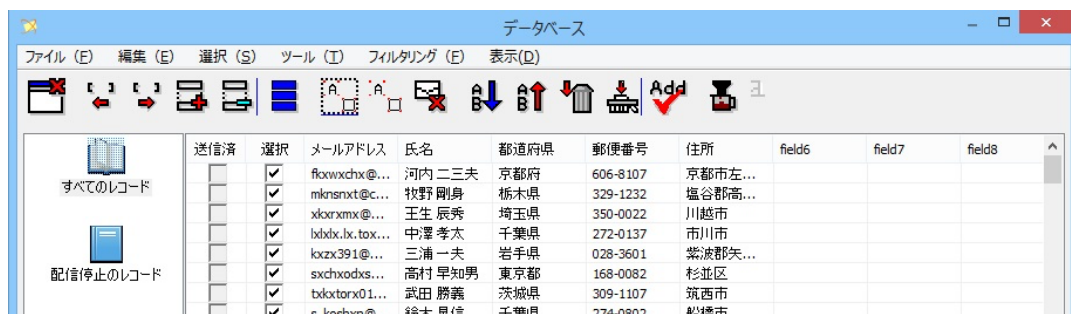 データベース
ファイル (F) 編集 (E) 選択 (S) ツール (T) フィルタリング (F) 表示(D)
Add
すべてのレコード
配信停止のレコード
送信済 選択 メールアドレス 氏名 都道府県 郵便番号 住所 field6 field7 field8
fkxwxchx@... 河内 二三夫 京都府 606-8107 京都市左...
mknsnxt@c... 牧野 剛身 栃木県 329-1232 塩谷郡高...
xkxrxmx@... 王生 辰秀 埼玉県 350-0022 川越市
lxlxlx.lx.tox... 中澤 孝太 千葉県 272-0137 市川市
kxzx391@... 三浦 一夫 岩手県 028-3601 紫波郡矢...
sxchxodxs... 高村 早知男 東京都 168-0082 杉並区
txkxtorx01... 武田 勝義 茨城県 309-1107 筑西市
千葉県 274-0802 船橋市